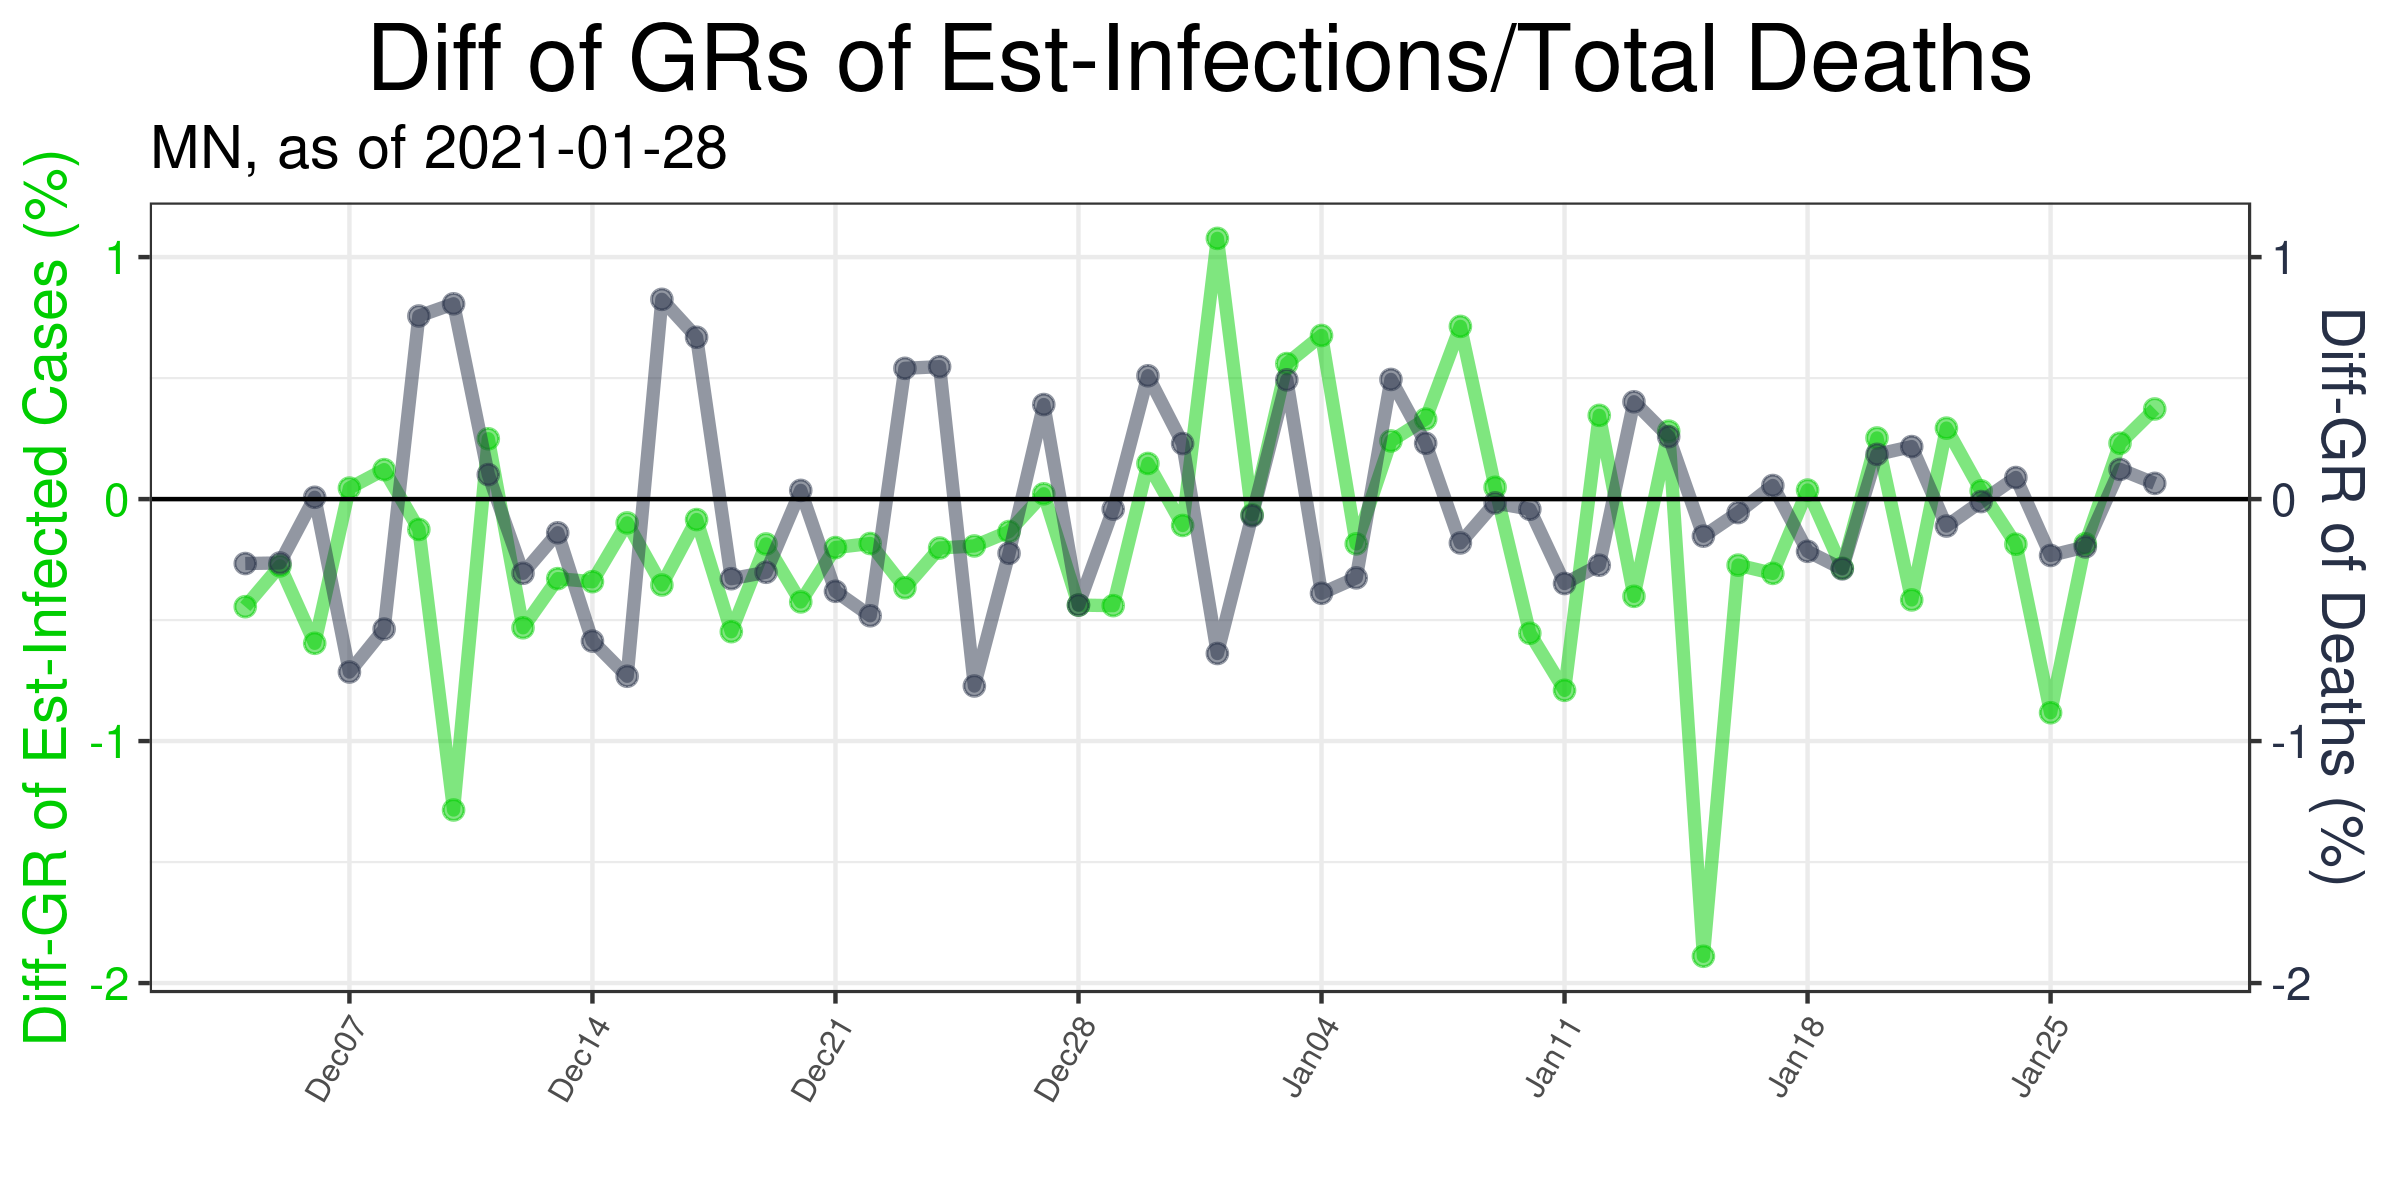 Diff of GRs of Est-Infections/Total Deaths
MN, as of 2021-01-28
Diff-GR of Est-Infected Cases (%)
1
0
-1
-2
1
0
-1
-2
Diff-GR of Deaths (%)
Dec07
Dec14
Dec21
Dec28
Jan04
Jan11
Jan18
Jan25